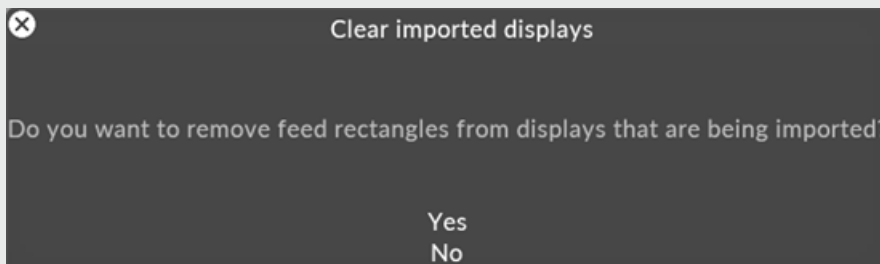 Clear imported displays
Do you want to remove feed rectangles from displays that are being imported?
Yes
No